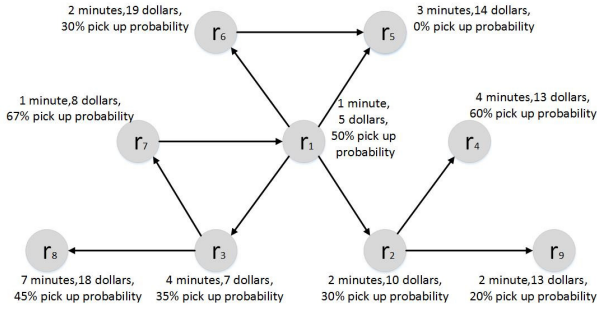 2 minutes,19 dollars,
30% pick up probability
r6
r5
3 minutes,14 dollars,
0% pick up probability
1 minute,8 dollars,
67% pick up probability
r7
r1
1 minute,
5 dollars,
50% pick up
probability
4 minutes,13 dollars,
60% pick up probability
r4
r8
r3
r2
r9
7 minutes,18 dollars,
45% pick up probability
4 minutes,7 dollars,
35% pick up probability
2 minutes,10 dollars,
30% pick up probability
2 minute,13 dollars,
20% pick up probability